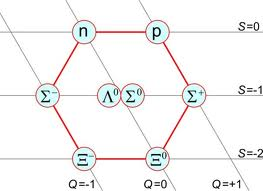 n p S=0
Σ⁻ Λ⁰ Σ⁰ Σ⁺ S=-1
Ξ⁻ Ξ⁰ S=-2
Q=-1 Q=0 Q=+1